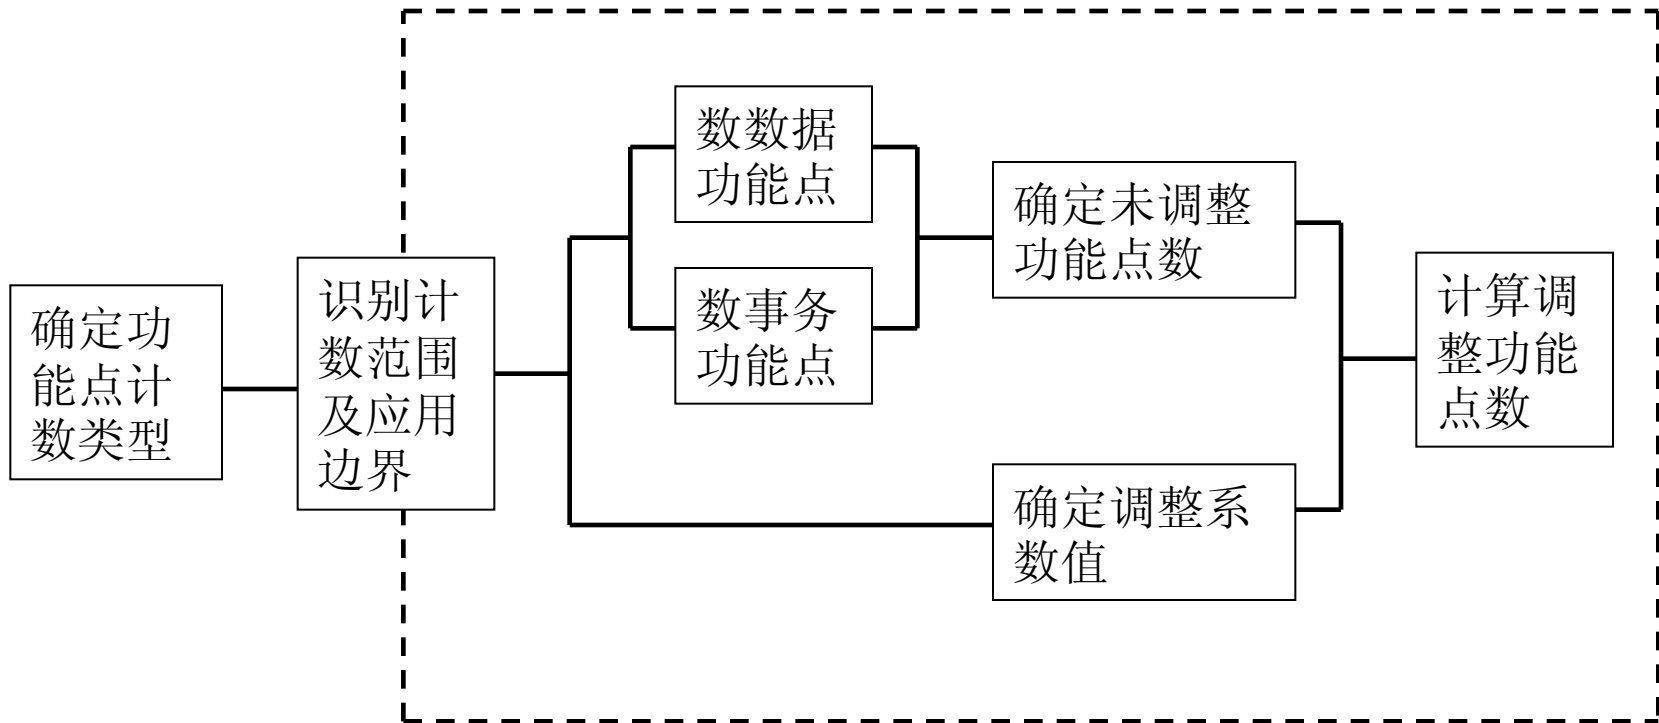 确定功
能点计
数类型
识别计
数范围
及应用
边界
数数据
功能点
数事务
功能点
确定未调整
功能点数
确定调整系
数值
计算调
整功能
点数